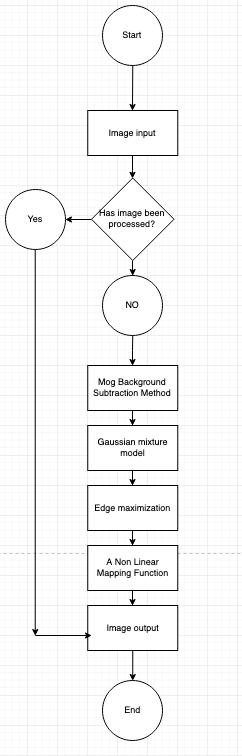 Start
Image input
Has image been
processed?
Yes
NO
Mog Background
Subtraction Method
Gaussian mixture
model
Edge maximization
A Non Linear
Mapping Function
Image output
End